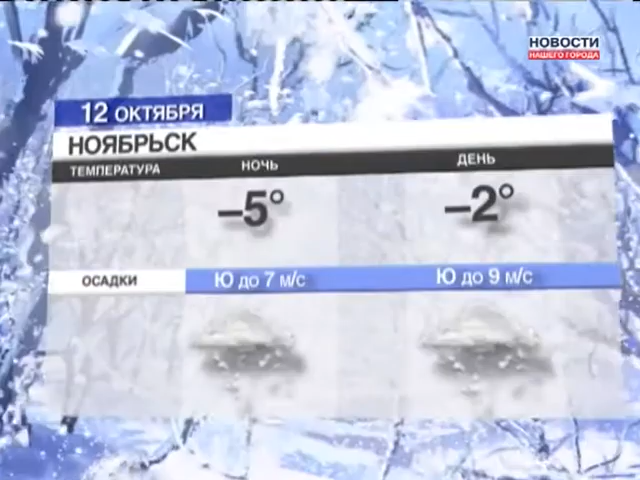 НОВОСТИ
НАШЕГО ГОРОДА
12 ОКТЯБРЯ
НОЯБРЬСК
ТЕМПЕРАТУРА НОЧЬ ДЕНЬ
–5° –2°
ОСАДКИ Ю ДО 7 М/С Ю ДО 9 М/С